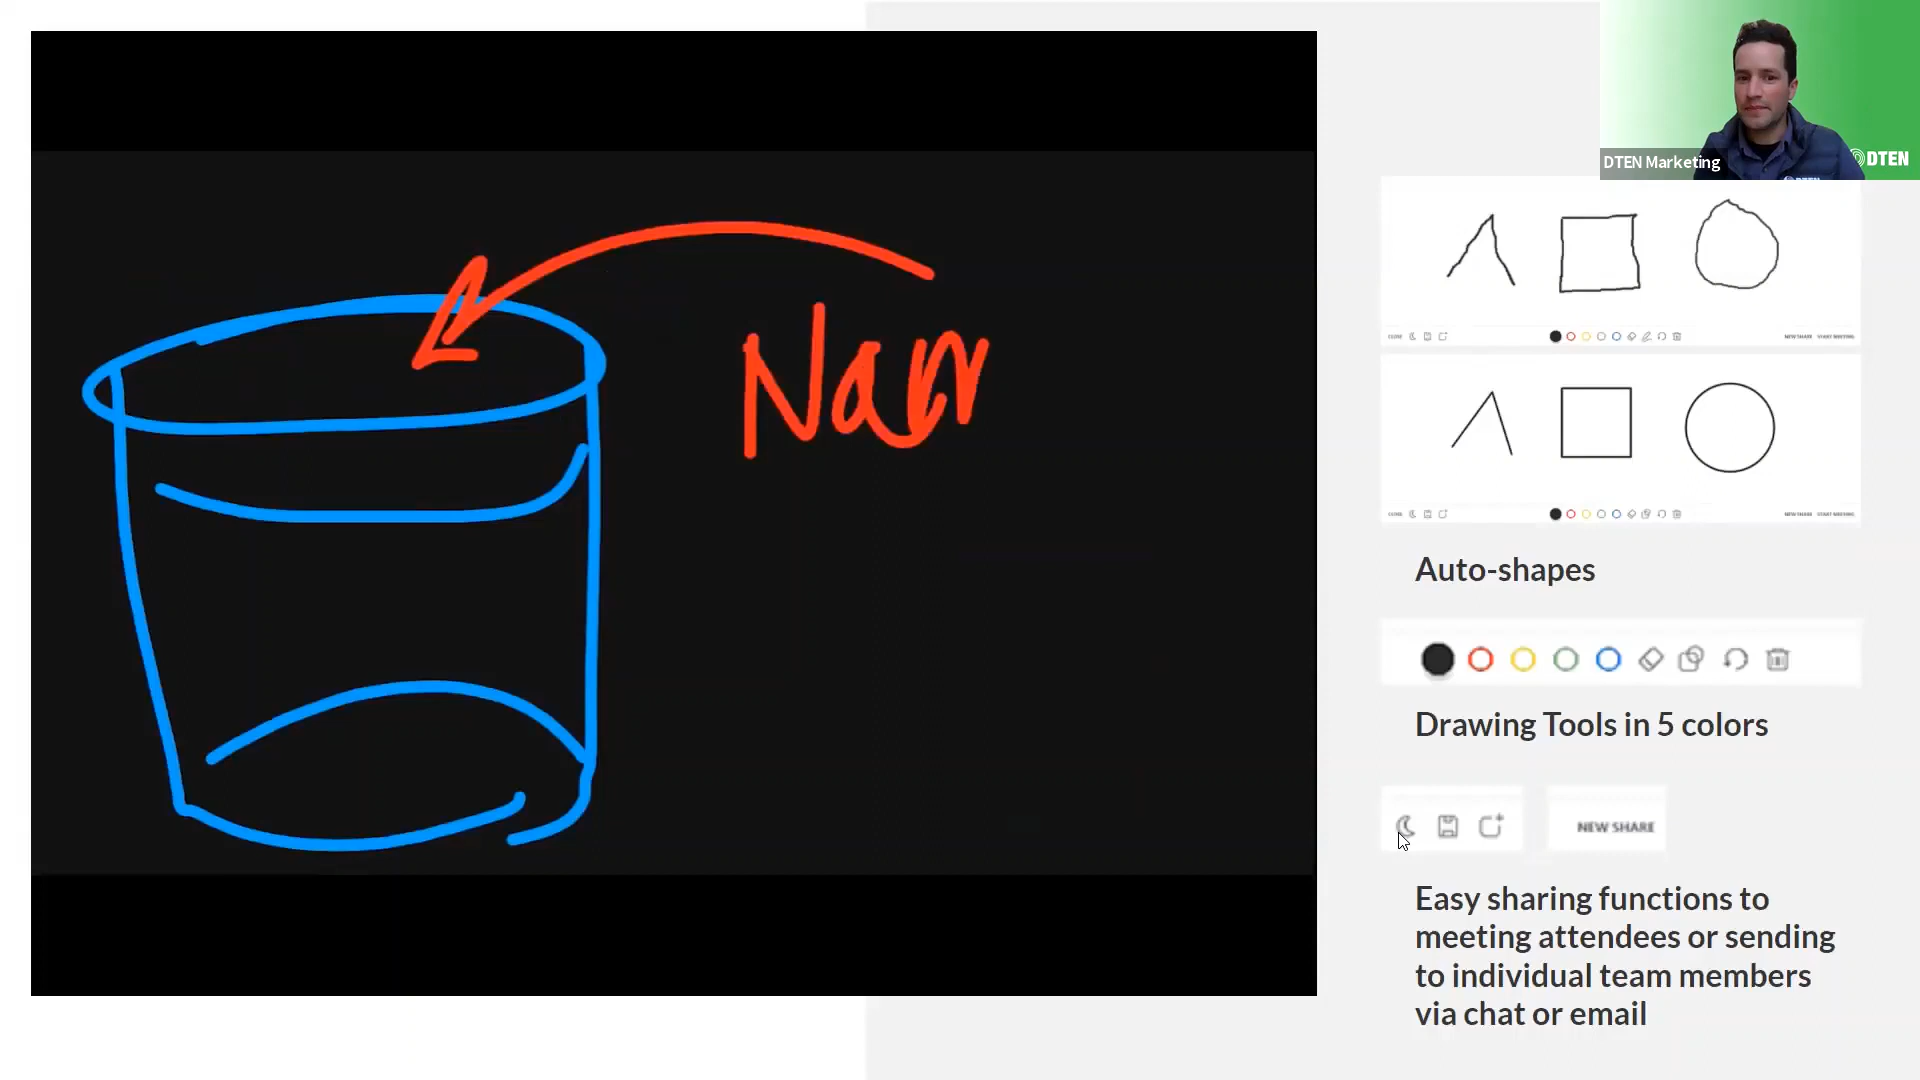 DTEN
DTEN Marketing
Auto-shapes
Drawing Tools in 5 colors
NEW SHARE
Easy sharing functions to
meeting attendees or sending
to individual team members
via chat or email